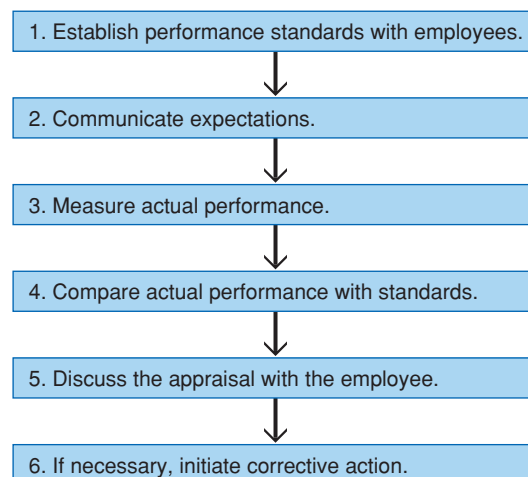 1. Establish performance standards with employees.
2. Communicate expectations.
3. Measure actual performance.
4. Compare actual performance with standards.
5. Discuss the appraisal with the employee.
6. If necessary, initiate corrective action.